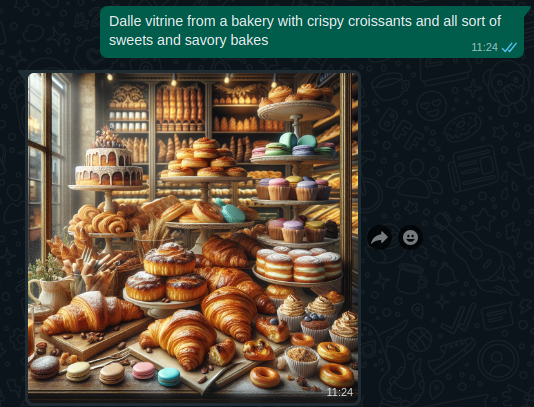 Dalle vitrine from a bakery with crispy croissants and all sort of
sweets and savory bakes
11:24
11:24